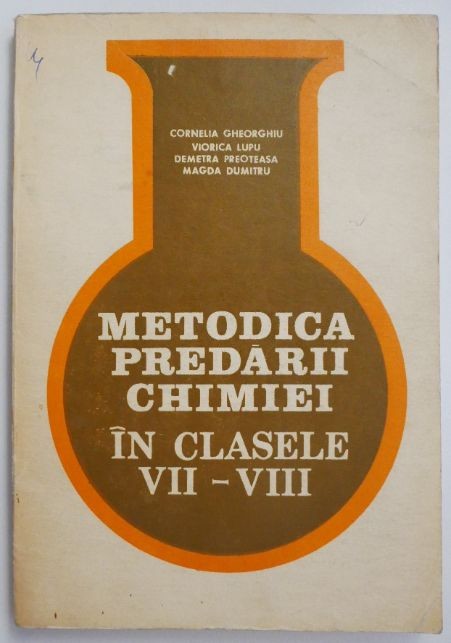 CORNELIA GHEORGHIU
VIORICA LUPU
DEMETRA PREOTEASA
MAGDA DUMITRU
METODICA
PREDĂRII
CHIMIEI
ÎN CLASELE
VII – VIII